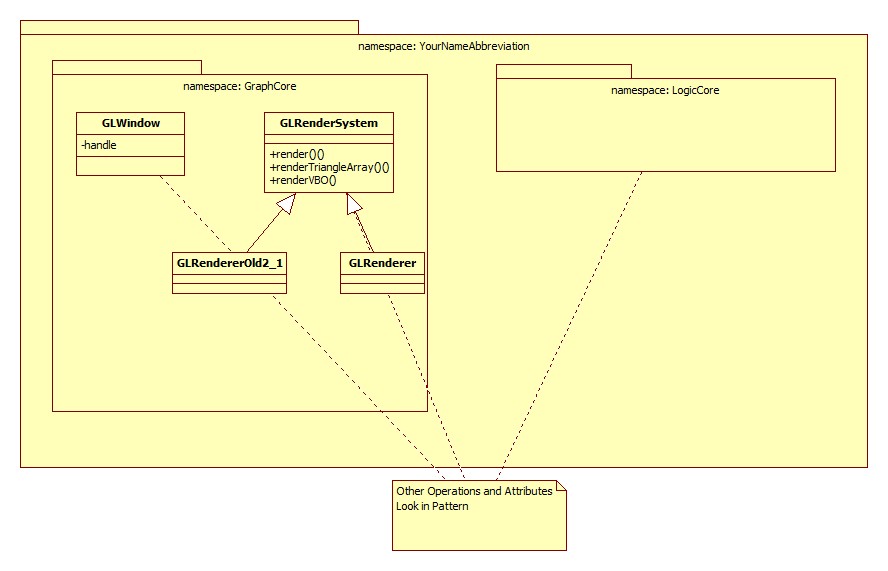 namespace: YourNameAbbreviation
namespace: GraphCore
namespace: LogicCore
GLWindow
-handle
GLRenderSystem
+render()()
+renderTriangleArray()()
+renderVBO()
GLRendererOld2_1
GLRenderer
Other Operations and Attributes
Look in Pattern